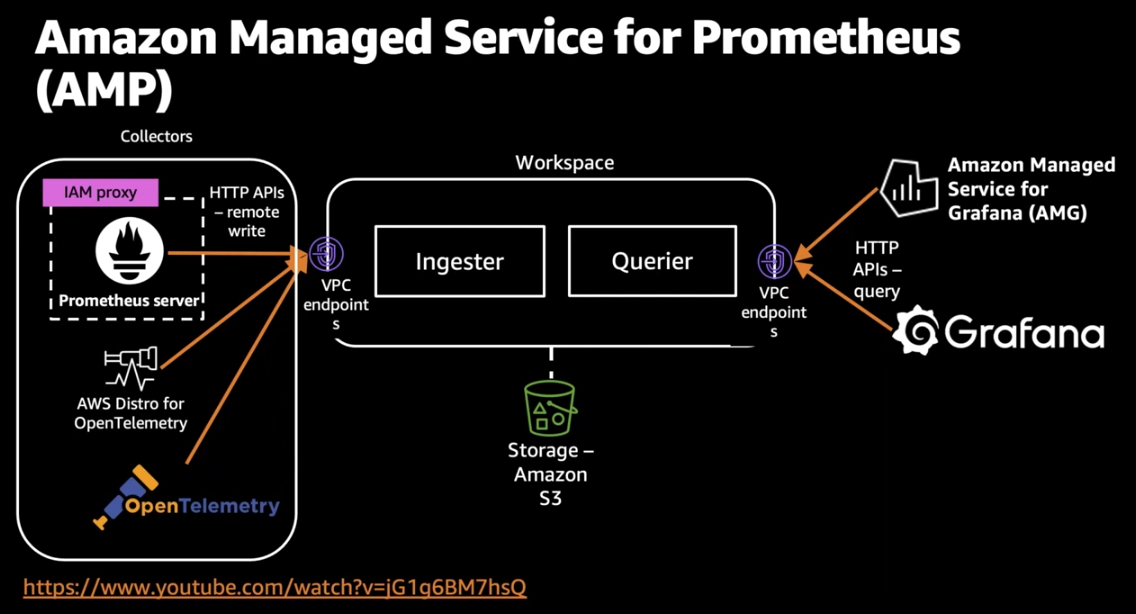 Amazon Managed Service for Prometheus
(AMP)
Collectors
IAM proxy
HTTP APIs
– remote
write
Prometheus server
AWS Distro for
OpenTelemetry
OpenTelemetry
Workspace
Ingester
Querier
VPC
endpoint
s
VPC
endpoint
s
Storage –
Amazon
S3
Amazon Managed
Service for
Grafana (AMG)
HTTP
APIs –
query
Grafana
https://www.youtube.com/watch?v=jG1g6BM7hsQ